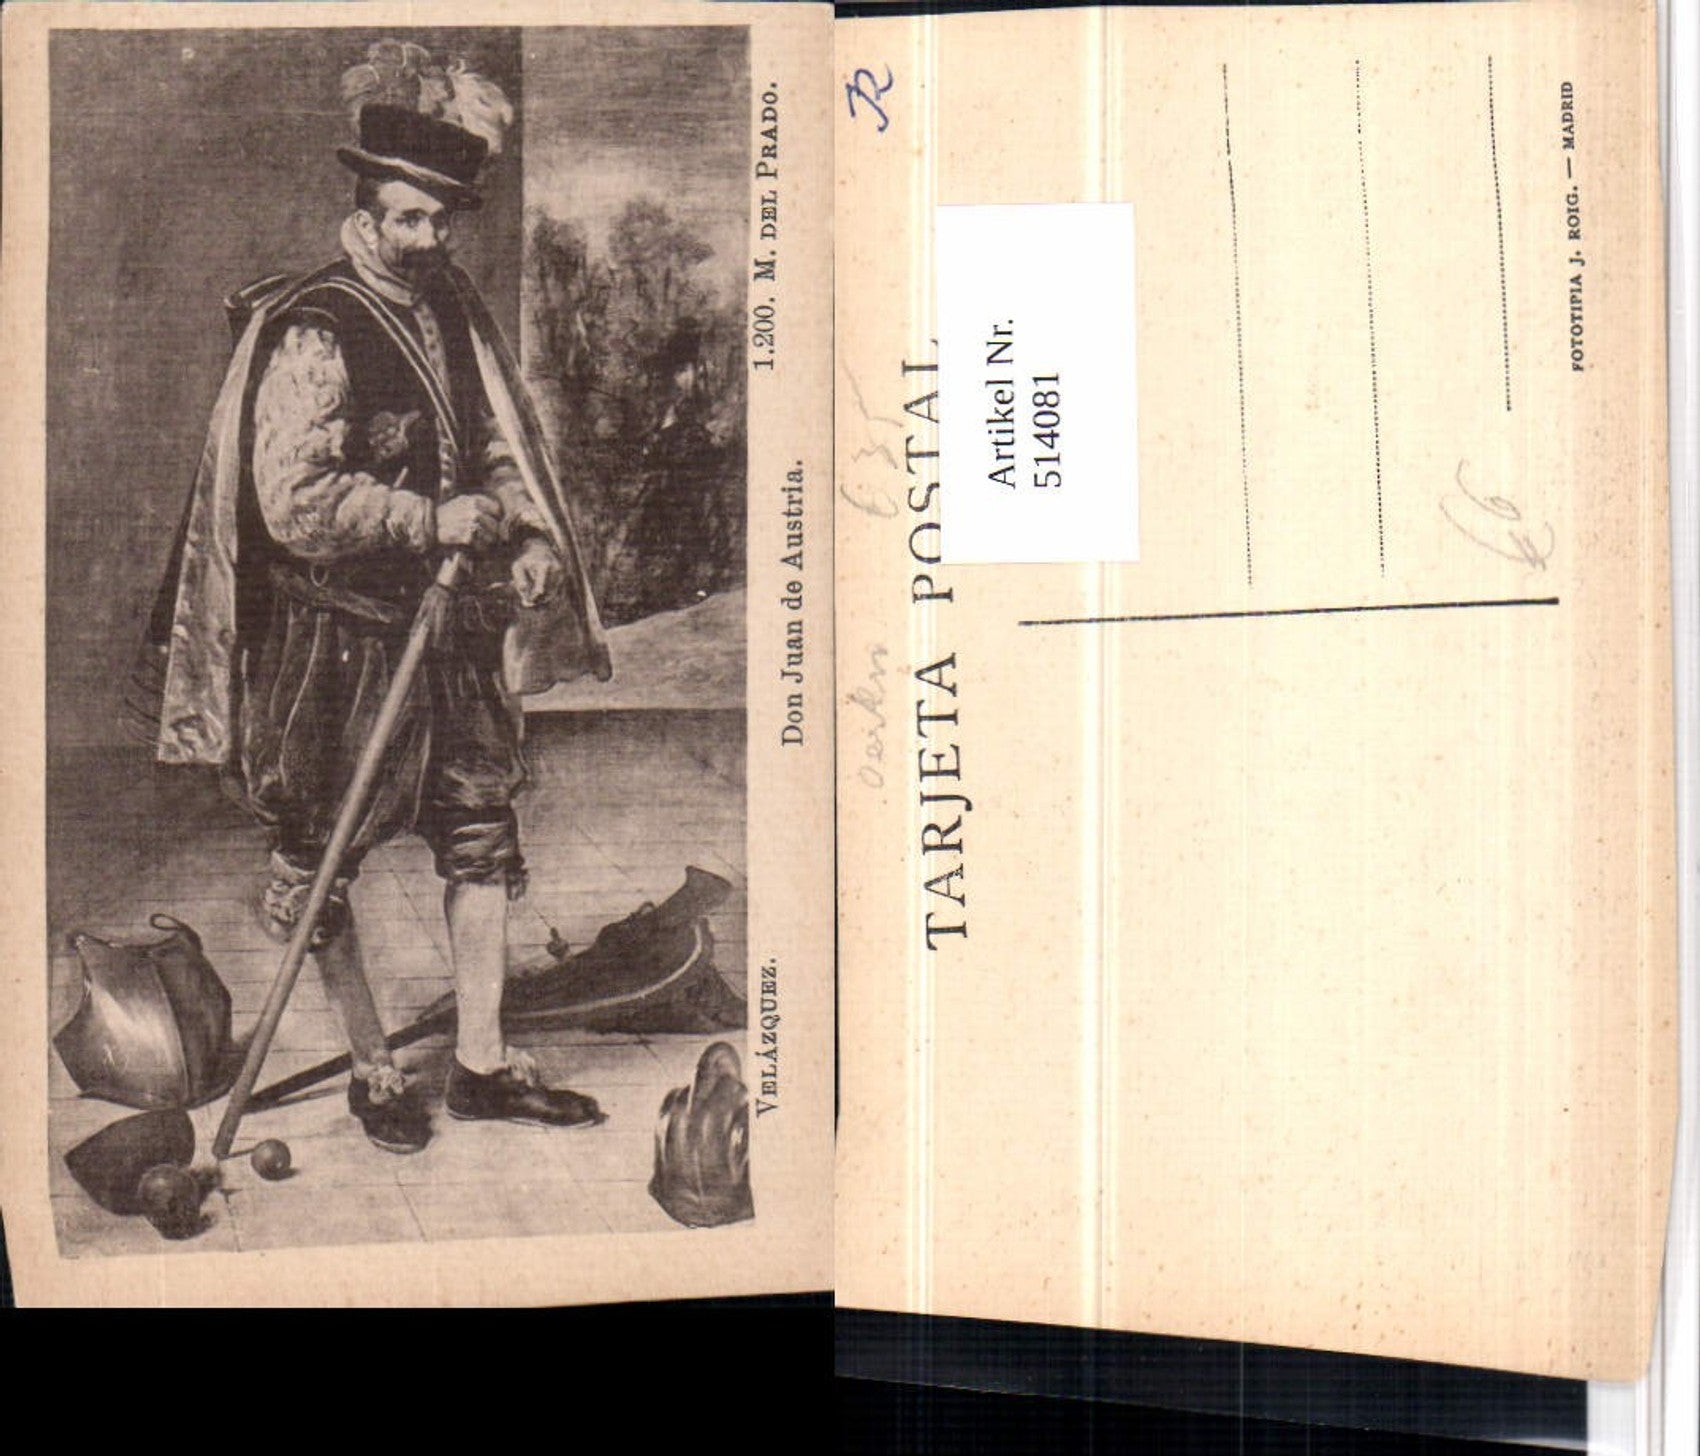 VELÁZQUEZ.
Don Juan de Austria.
1.200. M. DEL PRADO.
TARJETA POSTAL
Artikel Nr.
514081
FOTOTIPIA J. ROIG. — MADRID